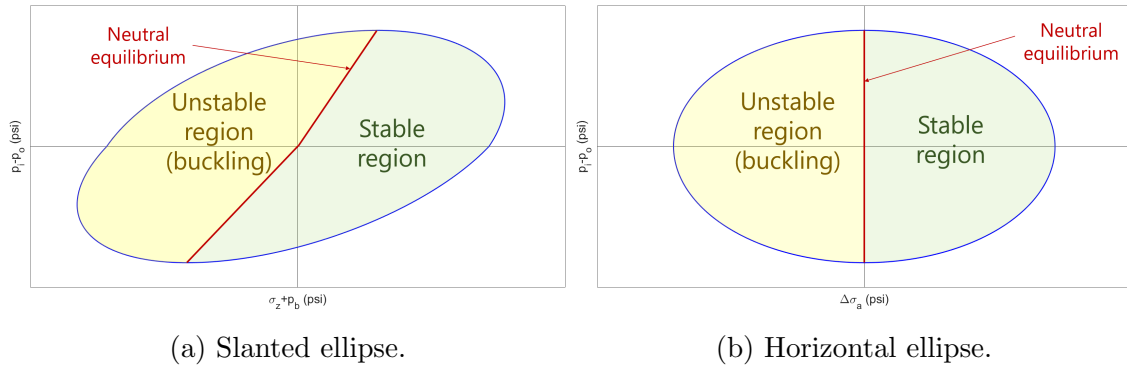 Neutral
equilibrium
Unstable
region
(buckling)
Stable
region
p_i-p_o (psi)
σ_z+p_b (psi)
(a) Slanted ellipse.
Neutral
equilibrium
Unstable
region
(buckling)
Stable
region
p_i-p_o (psi)
Δσ_a (psi)
(b) Horizontal ellipse.